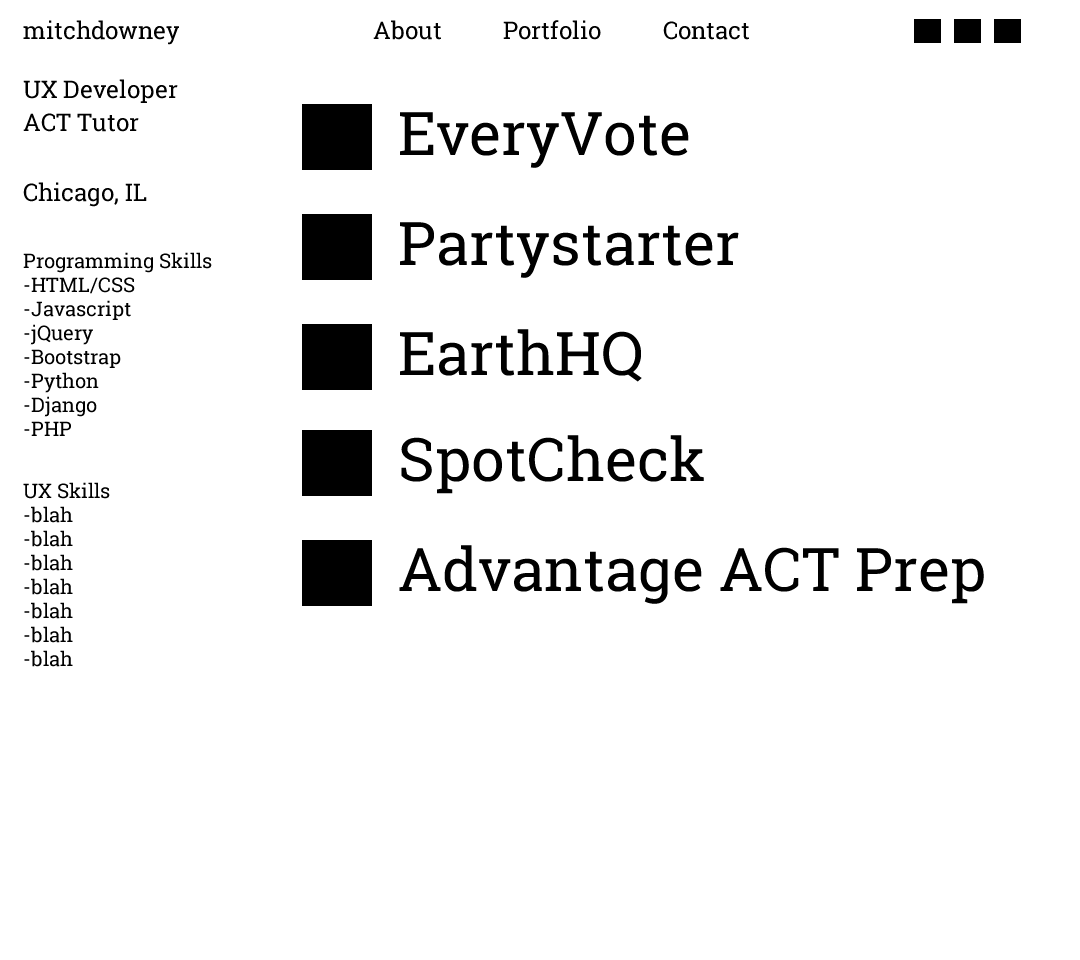 mitchdowney
About
Portfolio
Contact
UX Developer
ACT Tutor
Chicago, IL
Programming Skills
-HTML/CSS
-Javascript
-jQuery
-Bootstrap
-Python
-Django
-PHP
UX Skills
-blah
-blah
-blah
-blah
-blah
-blah
-blah
EveryVote
Partystarter
EarthHQ
SpotCheck
Advantage ACT Prep